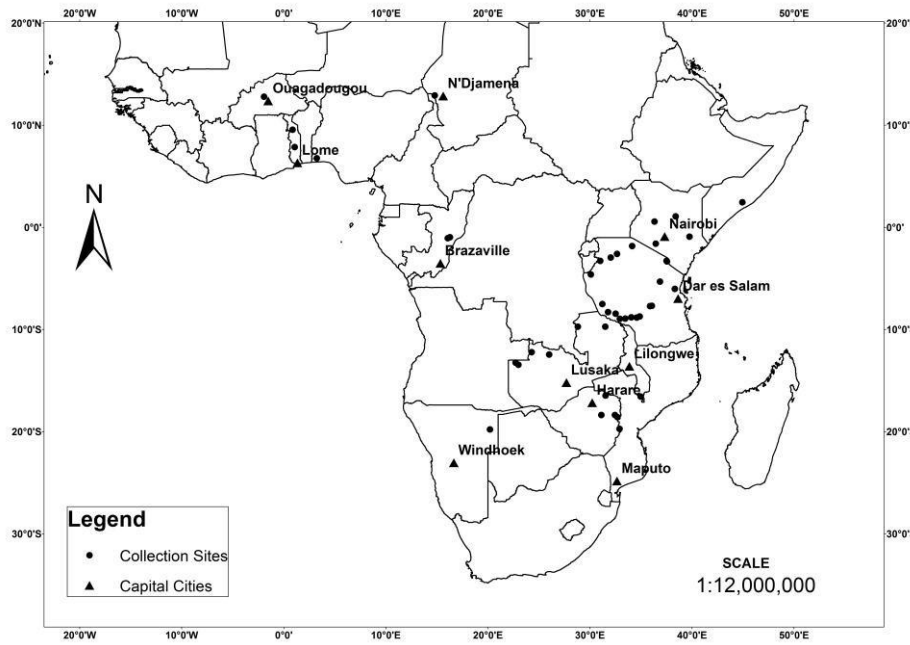 20°0'W 10°0'W 0°0' 10°0'E 20°0'E 30°0'E 40°0'E 50°0'E
20°0'N 20°0'N
Ouagadougou N'Djamena
10°0'N 10°0'N
Lome
N
Nairobi
0°0' 0°0'
Brazaville
Dar es Salam
10°0'S 10°0'S
Lilongwe
Lusaka
Harare
20°0'S 20°0'S
Windhoek
Maputo
Legend
30°0'S 30°0'S
Collection Sites
SCALE
Capital Cities
1:12,000,000
20°0'W 10°0'W 0°0' 10°0'E 20°0'E 30°0'E 40°0'E 50°0'E